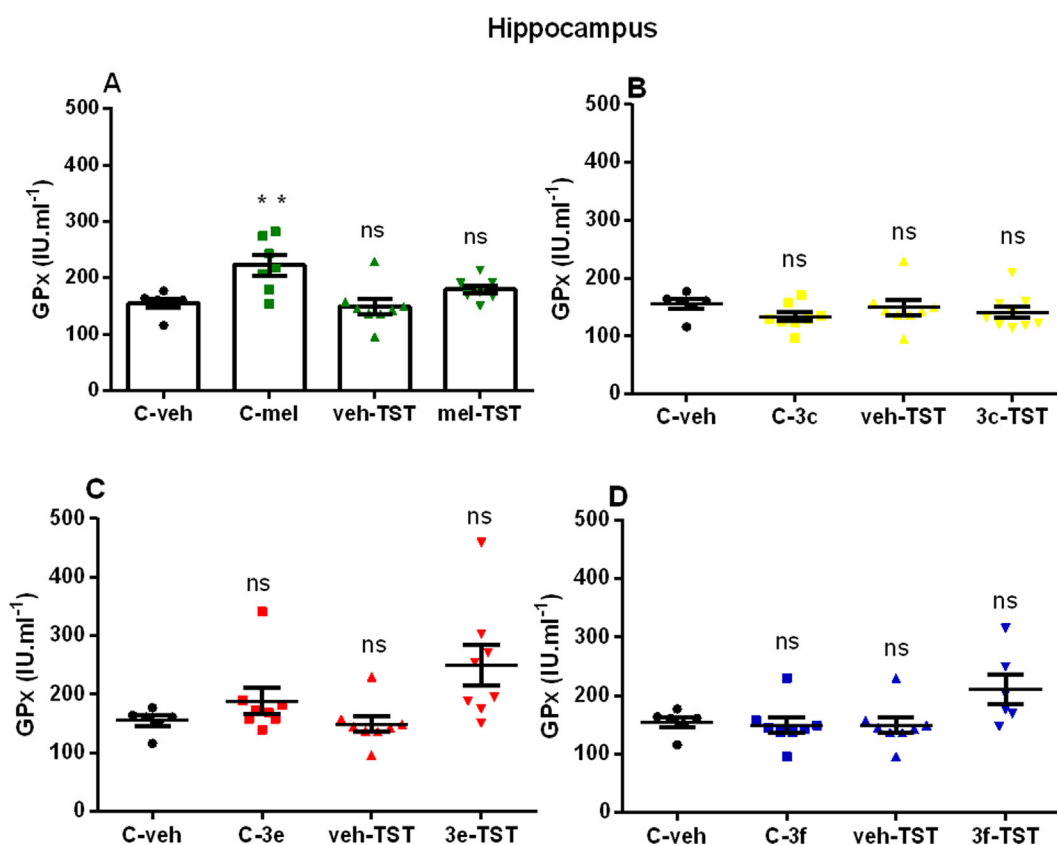 Hippocampus
A
GPx (IU.ml-1)
500
400
300
200
100
0
* *
ns
ns
C-veh C-mel veh-TST mel-TST
B
GPx (IU.ml-1)
500
400
300
200
100
0
ns
ns
ns
C-veh C-3c veh-TST 3c-TST
C
GPx (IU.ml-1)
500
400
300
200
100
0
ns
ns
ns
C-veh C-3e veh-TST 3e-TST
D
GPx (IU.ml-1)
500
400
300
200
100
0
ns
ns
ns
C-veh C-3f veh-TST 3f-TST